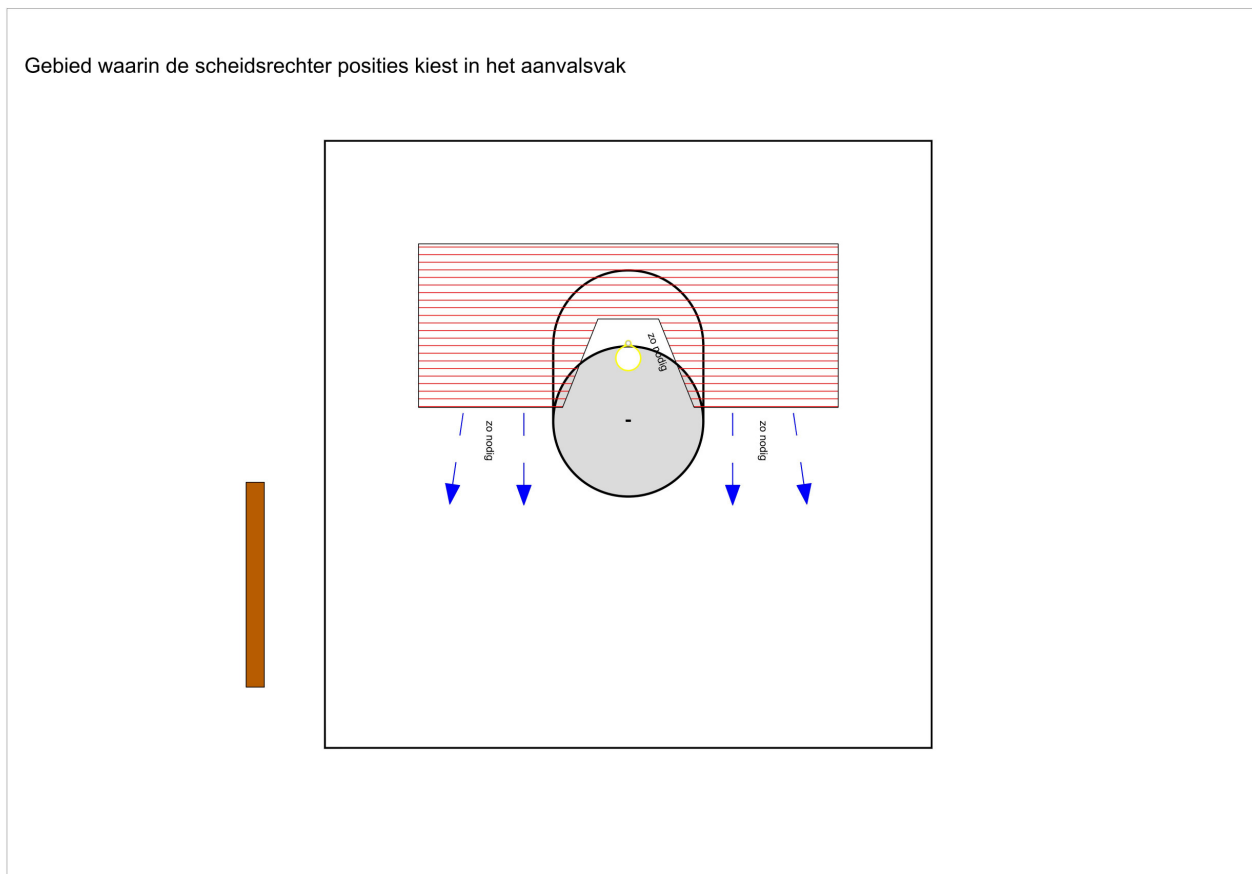 Gebied waarin de scheidsrechter posities kiest in het aanvalsvak
zo nodig
zo nodig
zo nodig